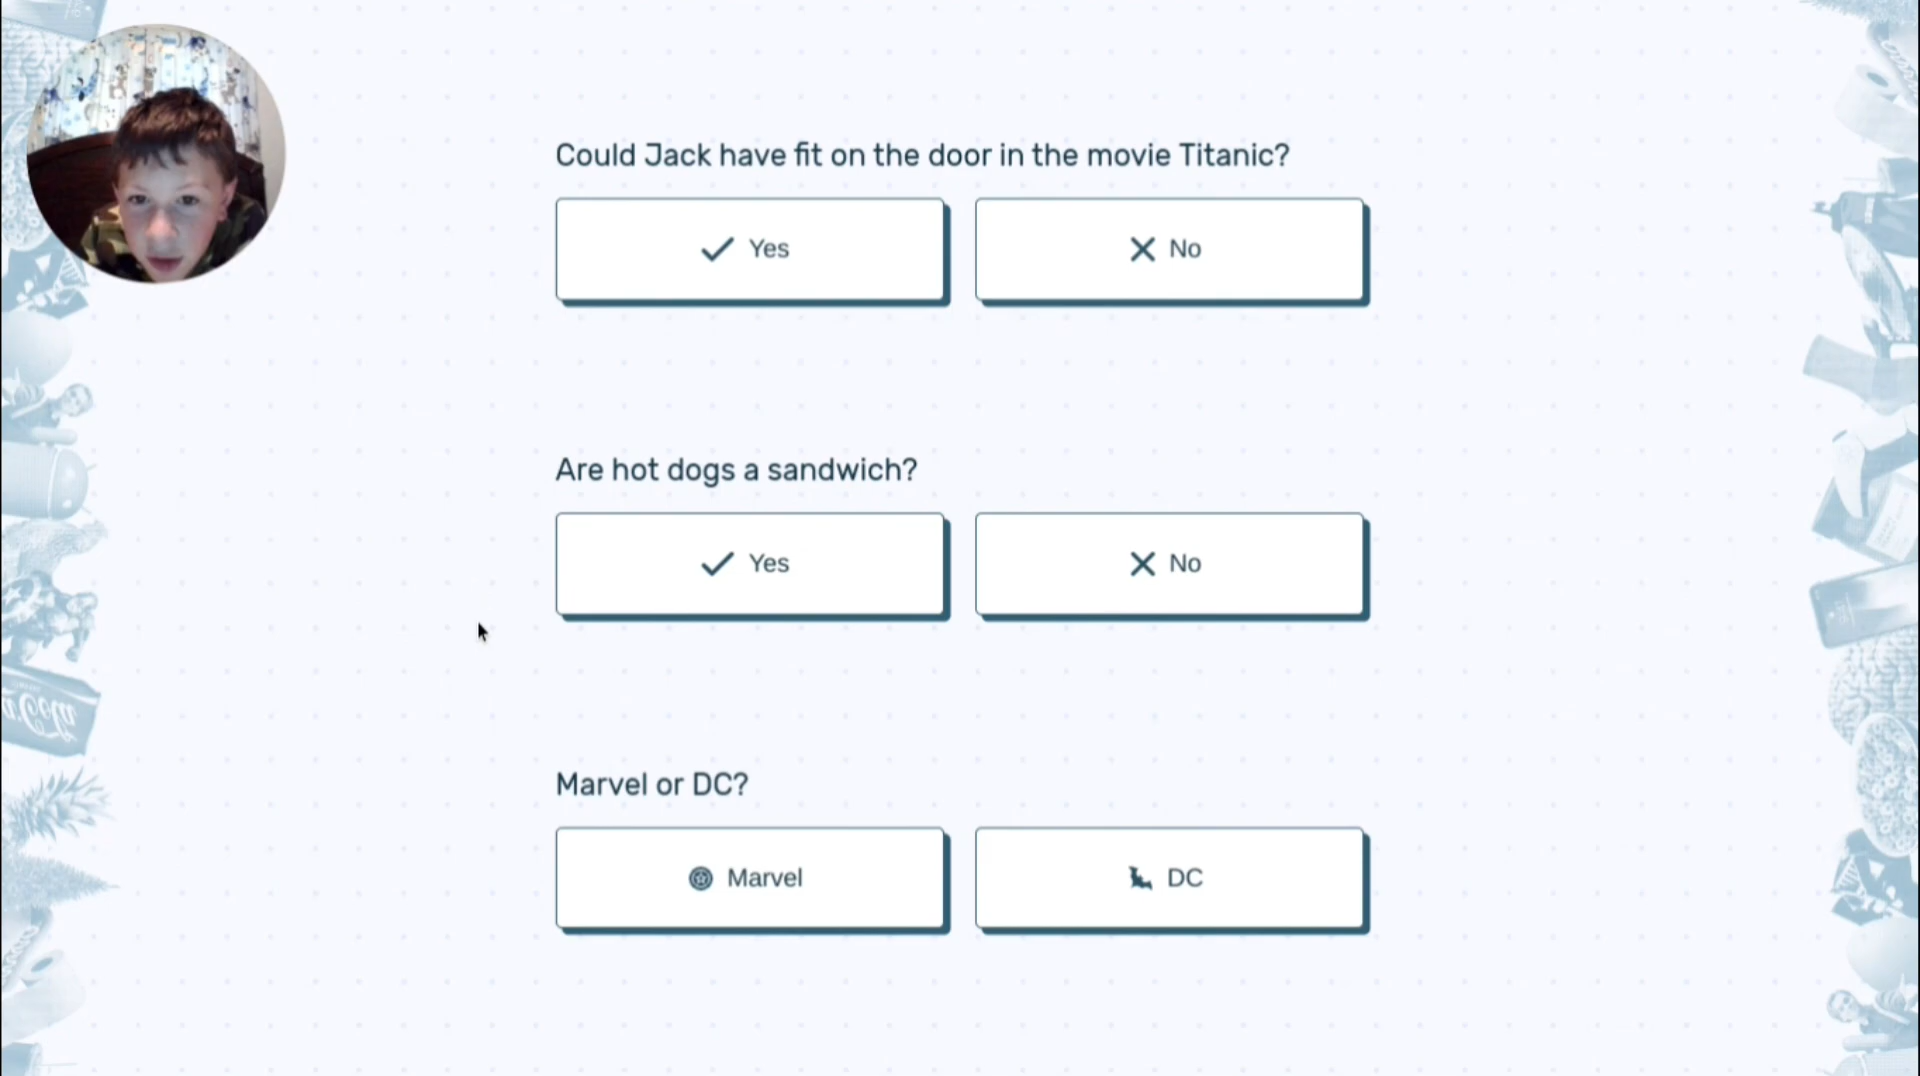 Could Jack have fit on the door in the movie Titanic?
Yes
No
Are hot dogs a sandwich?
Yes
No
Marvel or DC?
Marvel
DC